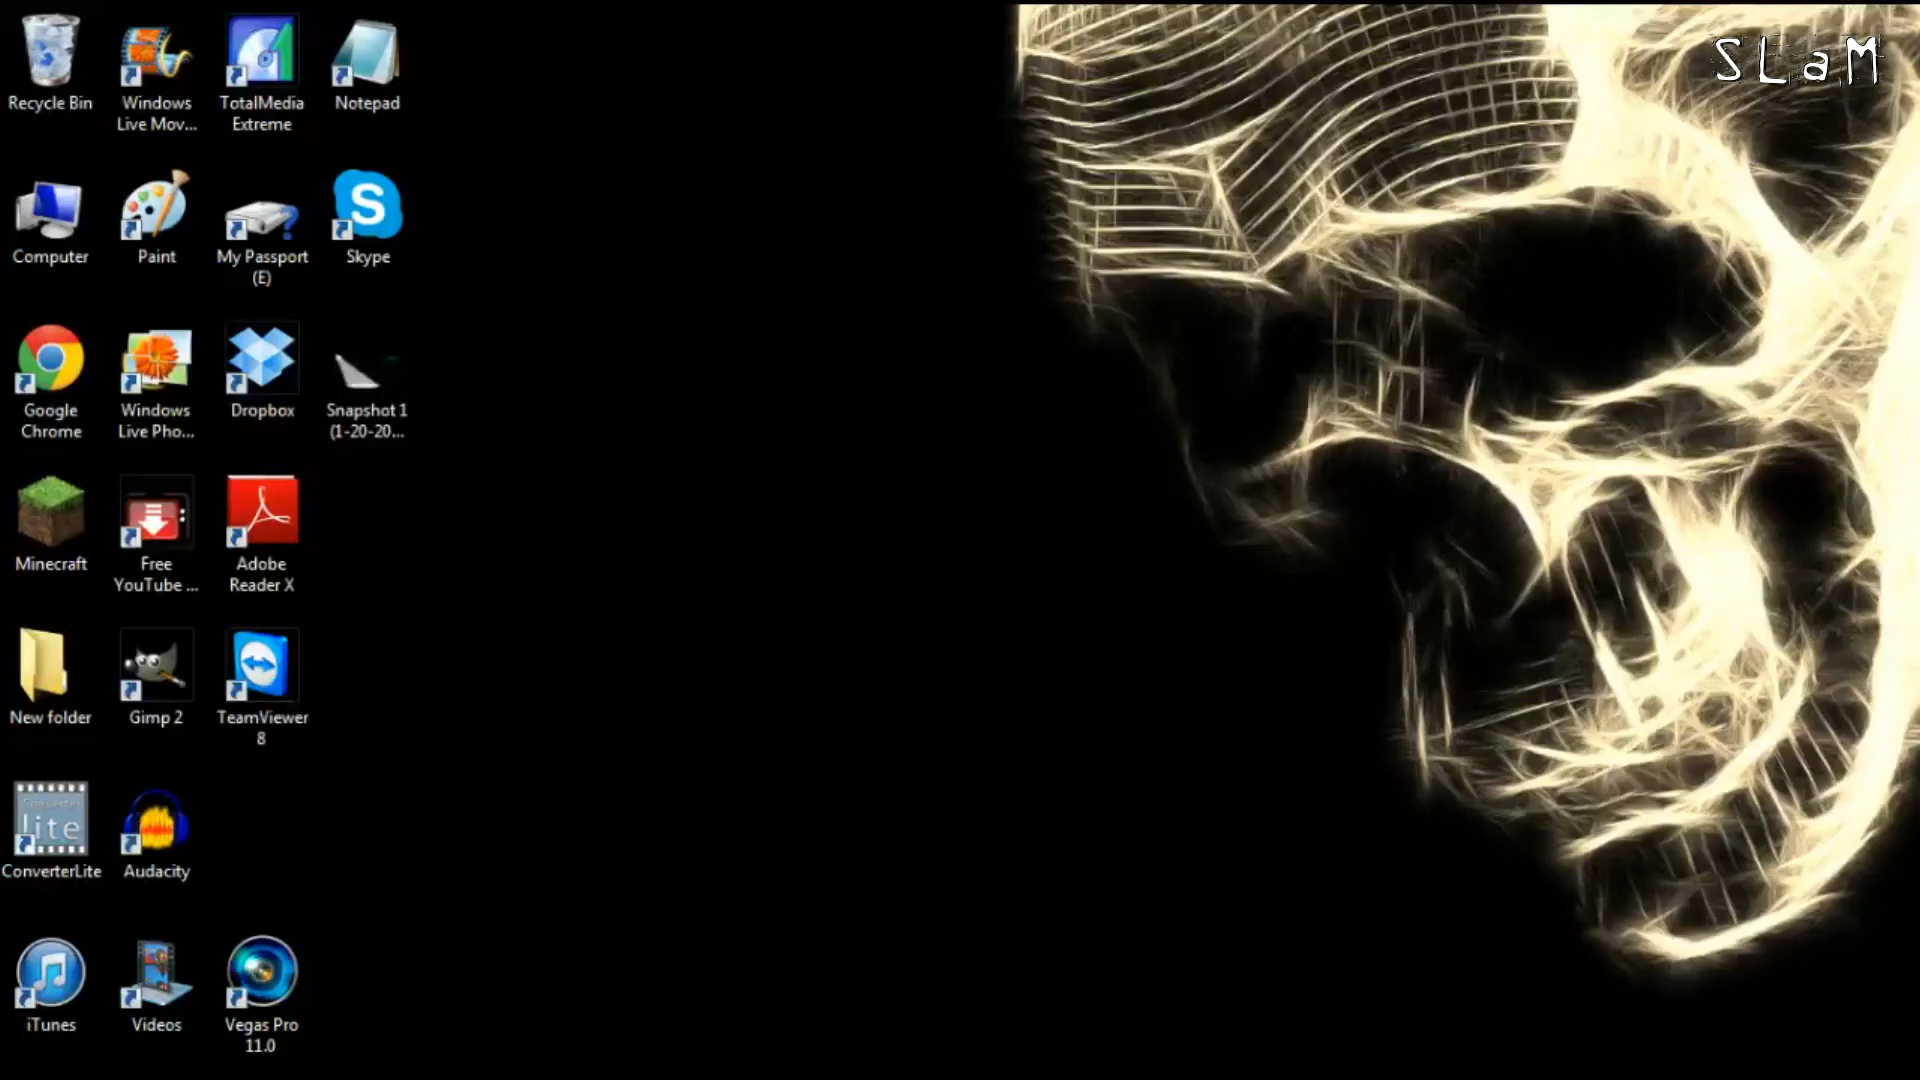 Recycle Bin
Windows
Live Mov...
TotalMedia
Extreme
Notepad
SLaM
Computer
Paint
My Passport
(E)
S
Skype
Google
Chrome
Windows
Live Pho...
Dropbox
Snapshot 1
(1-20-20...
Minecraft
Free
YouTube ...
Adobe
Reader X
New folder
Gimp 2
TeamViewer
8
Converter
lite
ConverterLite
Audacity
iTunes
Videos
Vegas Pro
11.0